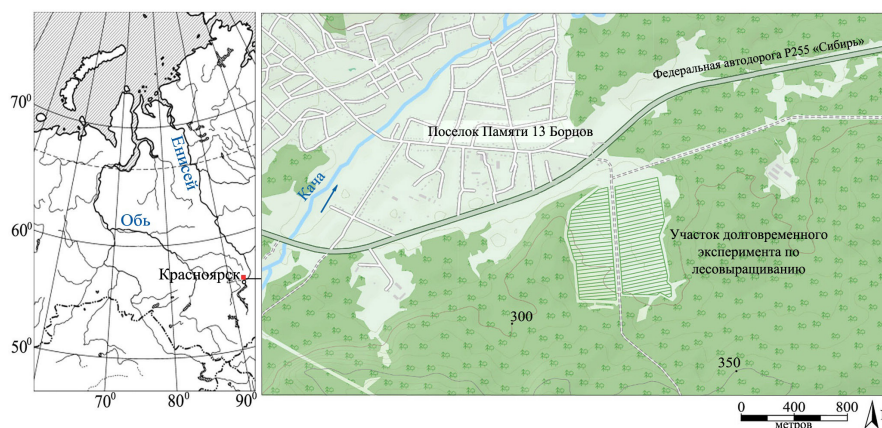 70⁰
60⁰
50⁰
70⁰
80⁰
90⁰
Енисей
Обь
Красноярск
Федеральная автодорога Р255 «Сибирь»
Поселок Памяти 13 Борцов
Кача
Участок долговременного
эксперимента по
лесовыращиванию
300
350
0 400 800
метров